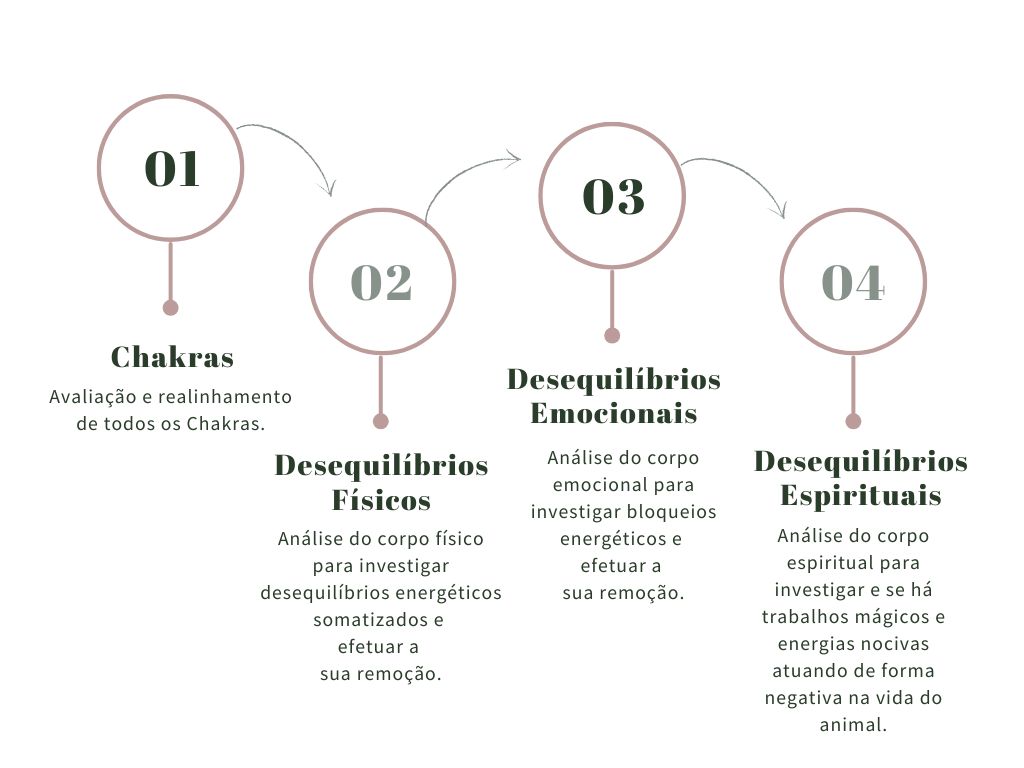 01
Chakras
Avaliação e realinhamento
de todos os Chakras.
02
Desequilíbrios
Físicos
Análise do corpo físico
para investigar
desequilíbrios energéticos
somatizados e
efetuar a
sua remoção.
03
Desequilíbrios
Emocionais
Análise do corpo
emocional para
investigar bloqueios
energéticos e
efetuar a
sua remoção.
04
Desequilíbrios
Espirituais
Análise do corpo
espiritual para
investigar e se há
trabalhos mágicos e
energias nocivas
atuando de forma
negativa na vida do
animal.